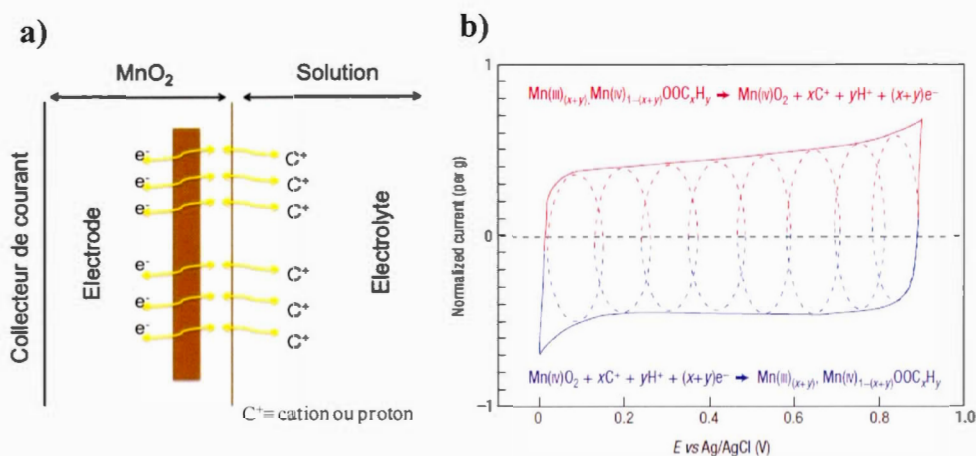 a)
MnO₂
Solution
Collecteur de courant
Electrode
e⁻
e⁻
e⁻
e⁻
e⁻
e⁻
C⁺
C⁺
C⁺
C⁺
C⁺
C⁺
Electrolyte
C⁺= cation ou proton
b)
Normalized current (per g)
1
0
−1
Mn(III)₍ₓ₊ᵧ₎,Mn(IV)₁₋₍ₓ₊ᵧ₎OOCₓHᵧ ➡ Mn(IV)O₂ + xC⁺ + yH⁺ + (x+y)e⁻
Mn(IV)O₂ + xC⁺ + yH⁺ + (x+y)e⁻ ➡ Mn(III)₍ₓ₊ᵧ₎, Mn(IV)₁₋₍ₓ₊ᵧ₎OOCₓHᵧ
0 0.2 0.4 0.6 0.8 1.0
E vs Ag/AgCl (V)